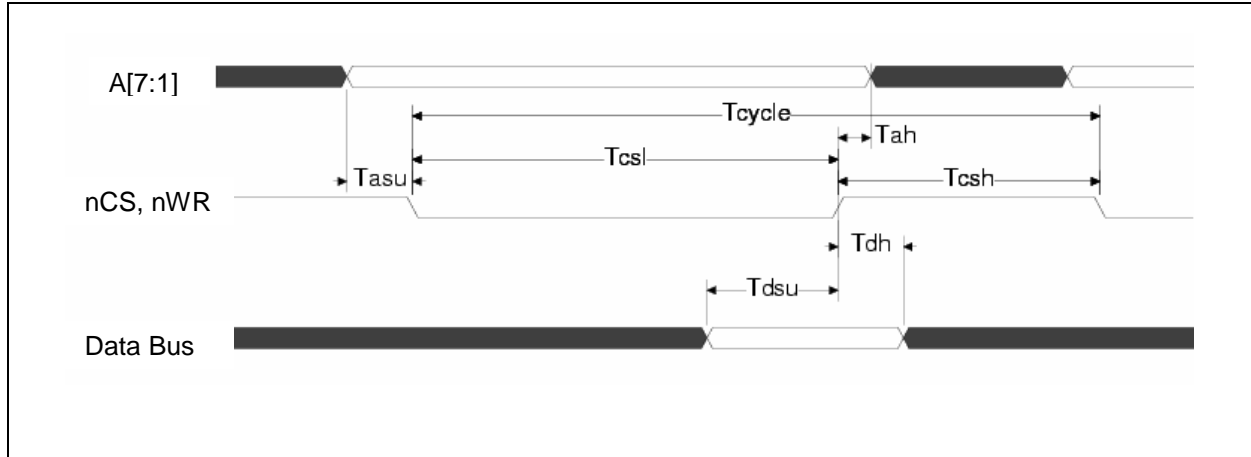 A[7:1]
Tcycle
Tah
Tcsl
Tasu
Tcsh
nCS, nWR
Tdh
Tdsu
Data Bus